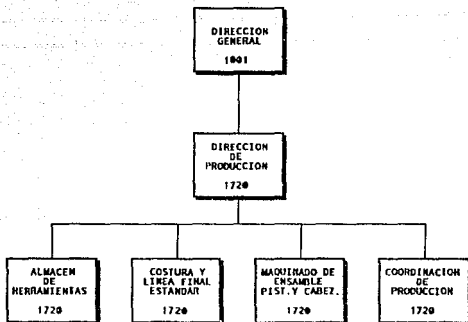 DIRECCION
GENERAL
1001
DIRECCION
DE
PRODUCCION
1720
ALMACEN
DE
HERRAMIENTAS
1720
COSTURA Y
LINEA FINAL
ESTANDAR
1720
MAQUINADO DE
ENSAMBLE
PIST.Y CABEZ.
1720
COORDINACION
DE
PRODUCCION
1720